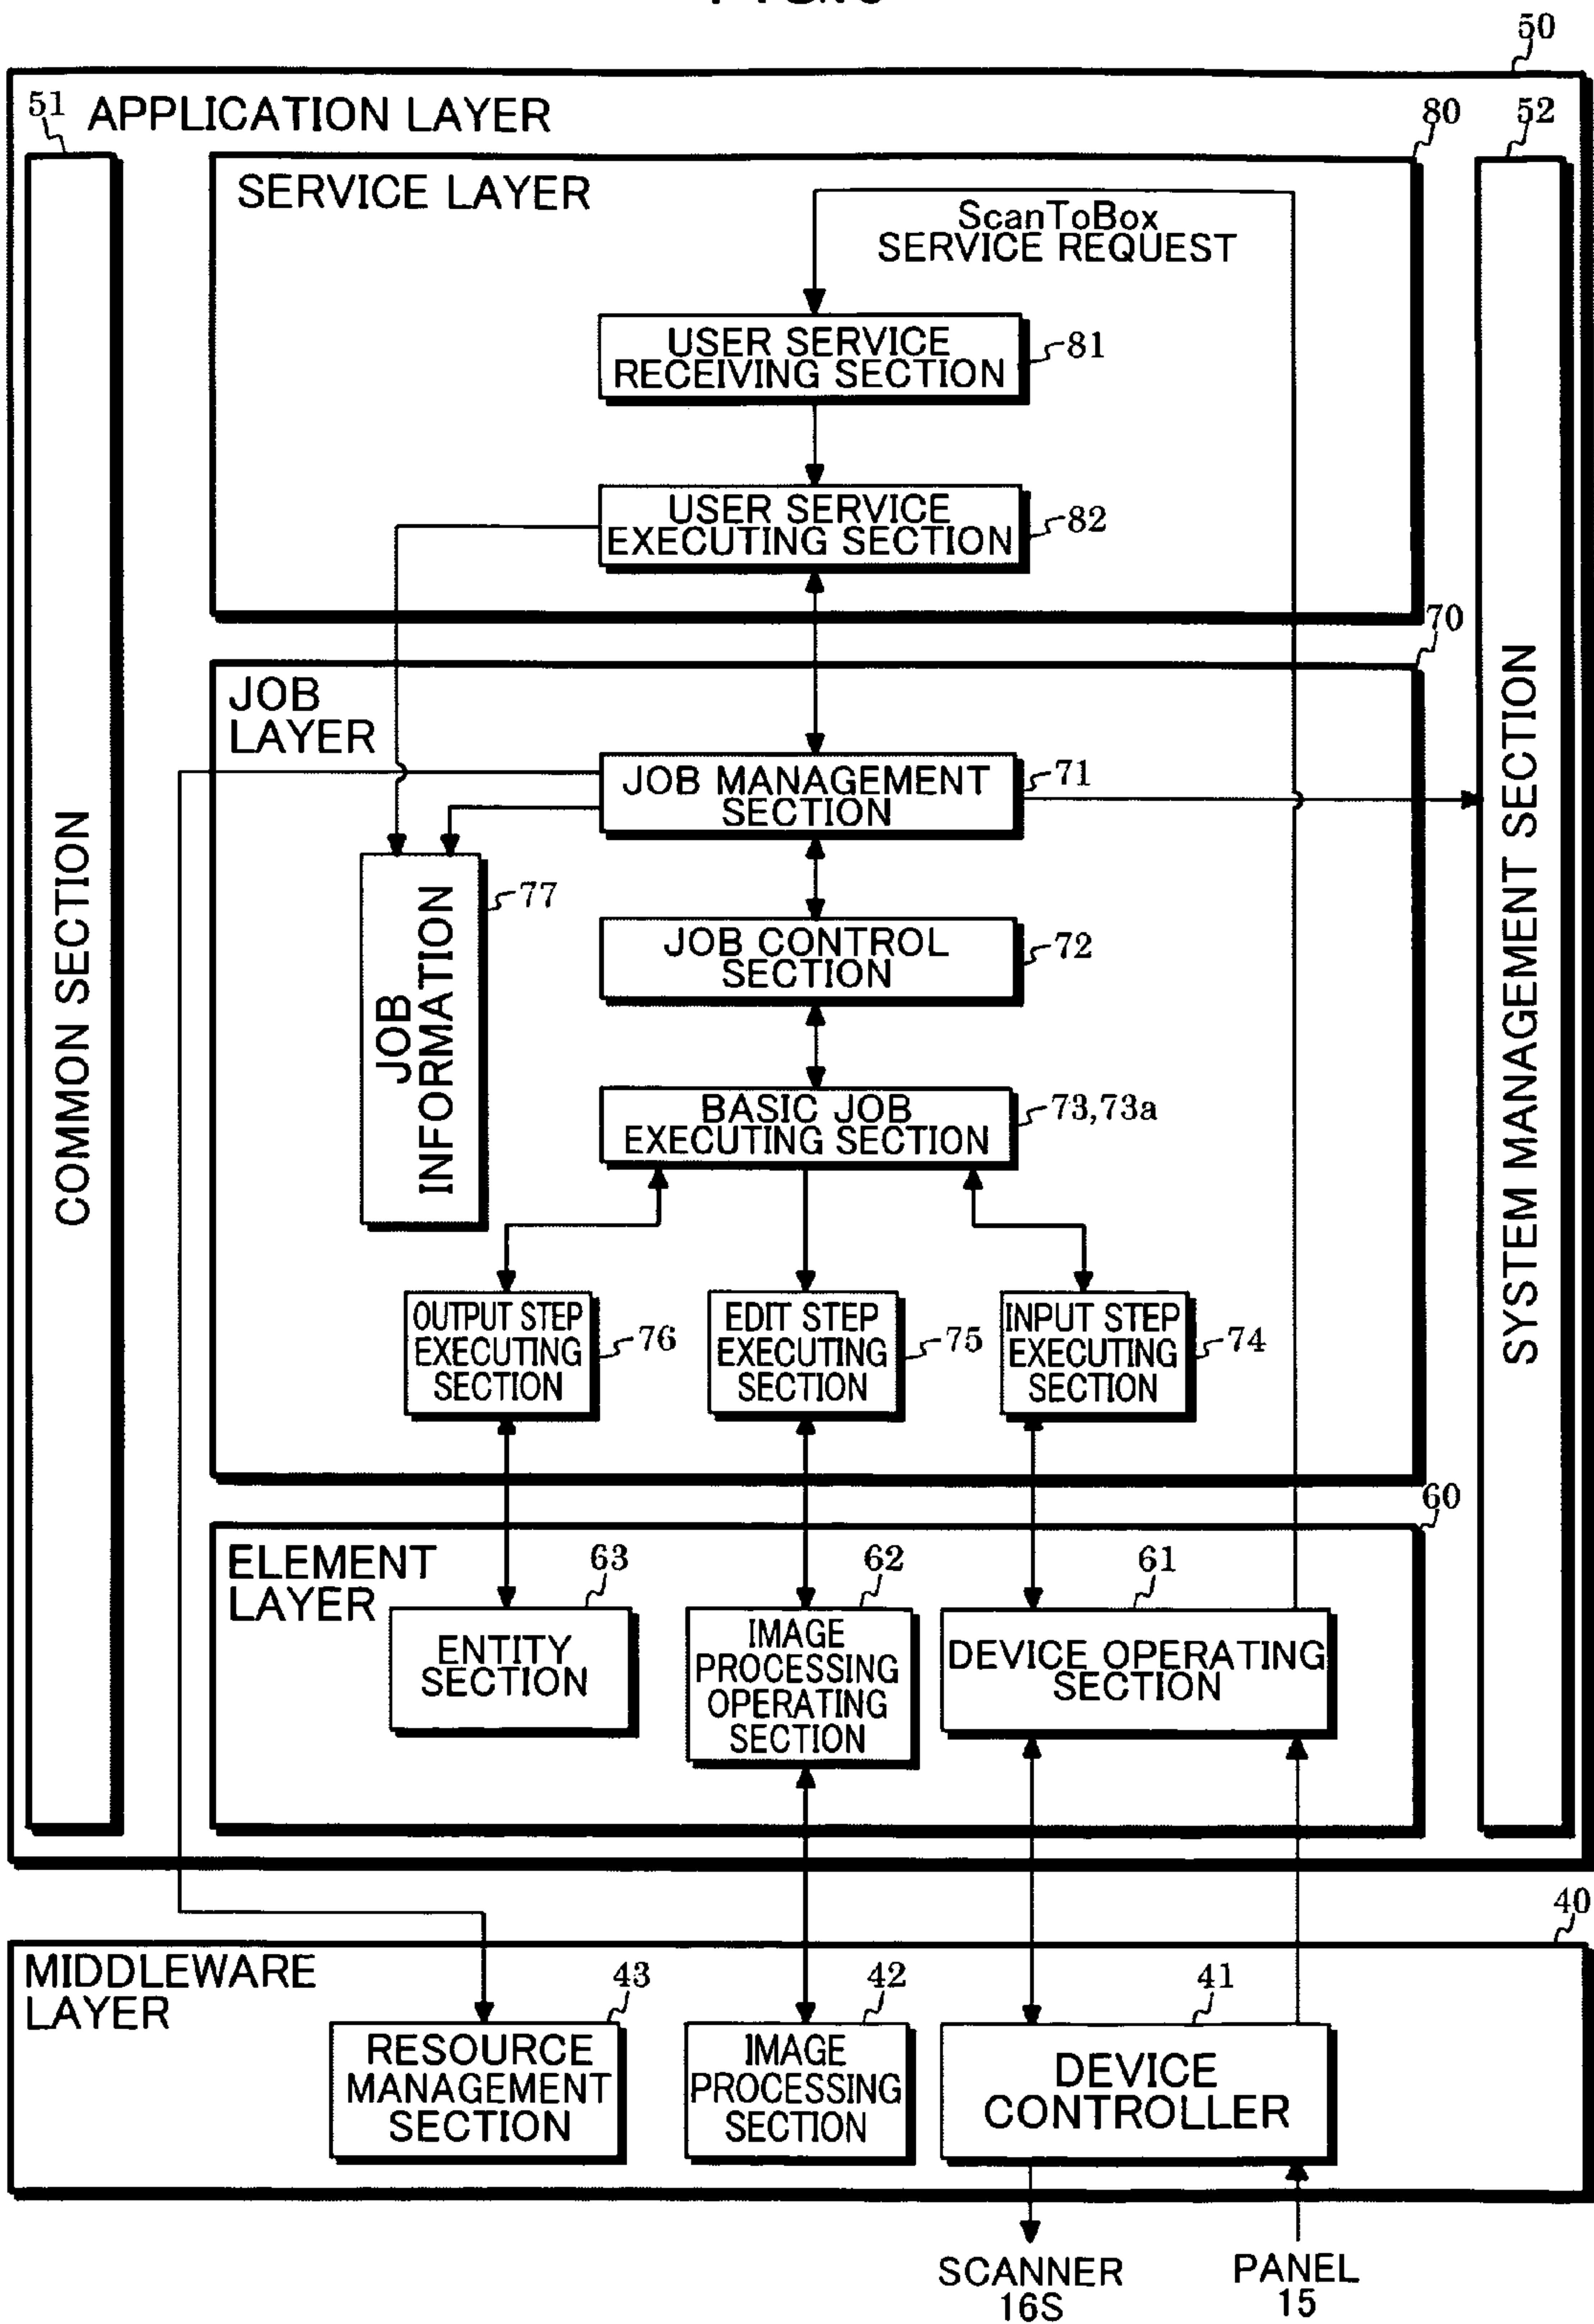 50
51
APPLICATION LAYER
80
52
SERVICE LAYER
ScanToBox
SERVICE REQUEST
USER SERVICE
RECEIVING SECTION
81
USER SERVICE
EXECUTING SECTION
82
70
JOB
LAYER
JOB MANAGEMENT
SECTION
71
COMMON SECTION
SYSTEM MANAGEMENT SECTION
JOB
INFORMATION
77
JOB CONTROL
SECTION
72
BASIC JOB
EXECUTING SECTION
73,73a
OUTPUT STEP
EXECUTING
SECTION
76
EDIT STEP
EXECUTING
SECTION
75
INPUT STEP
EXECUTING
SECTION
74
60
ELEMENT
LAYER
63
ENTITY
SECTION
62
IMAGE
PROCESSING
OPERATING
SECTION
61
DEVICE OPERATING
SECTION
40
MIDDLEWARE
LAYER
43
RESOURCE
MANAGEMENT
SECTION
42
IMAGE
PROCESSING
SECTION
41
DEVICE
CONTROLLER
SCANNER
16S
PANEL
15